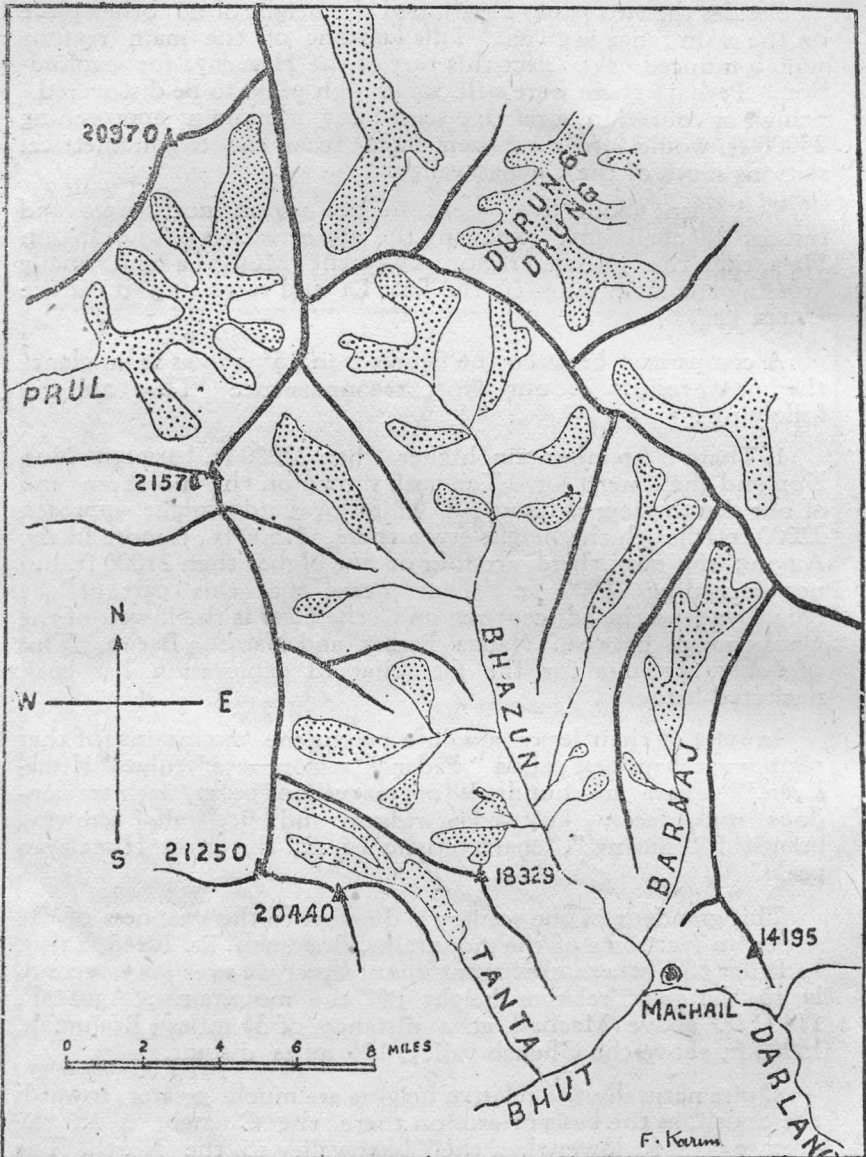 20970
DURUNG
DRUNG
PRUL
21570
N
W
E
S
BHAZUN
BARNAJ
21250
20440
18329
14195
MACHAIL
TANTA
DARLANG
0 2 4 6 8 MILES
BHUT
F. Karim